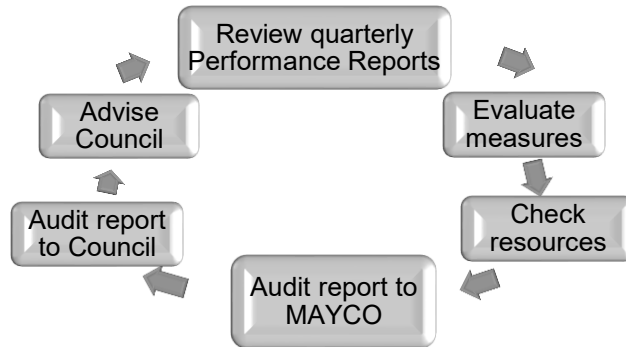 Review quarterly
Performance Reports
Evaluate
measures
Check
resources
Audit report to
MAYCO
Audit report
to Council
Advise
Council